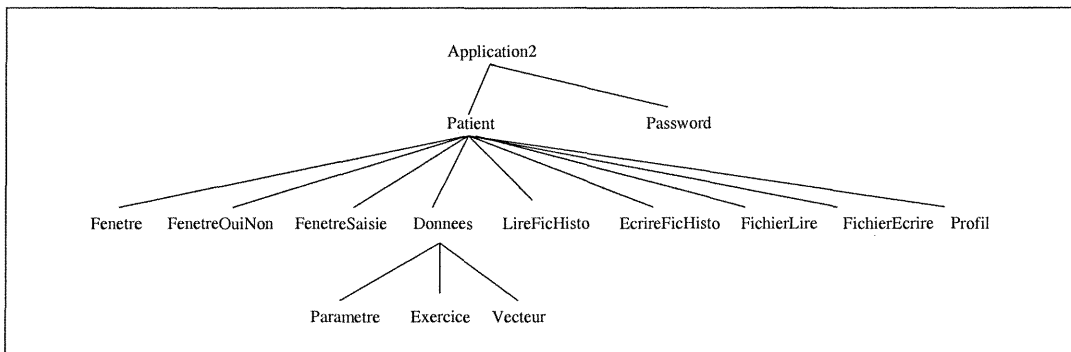 Application2
Patient Password
Fenetre FenetreOuiNon FenetreSaisie Donnees LireFicHisto EcrireFicHisto FichierLire FichierEcrire Profil
Parametre Exercice Vecteur